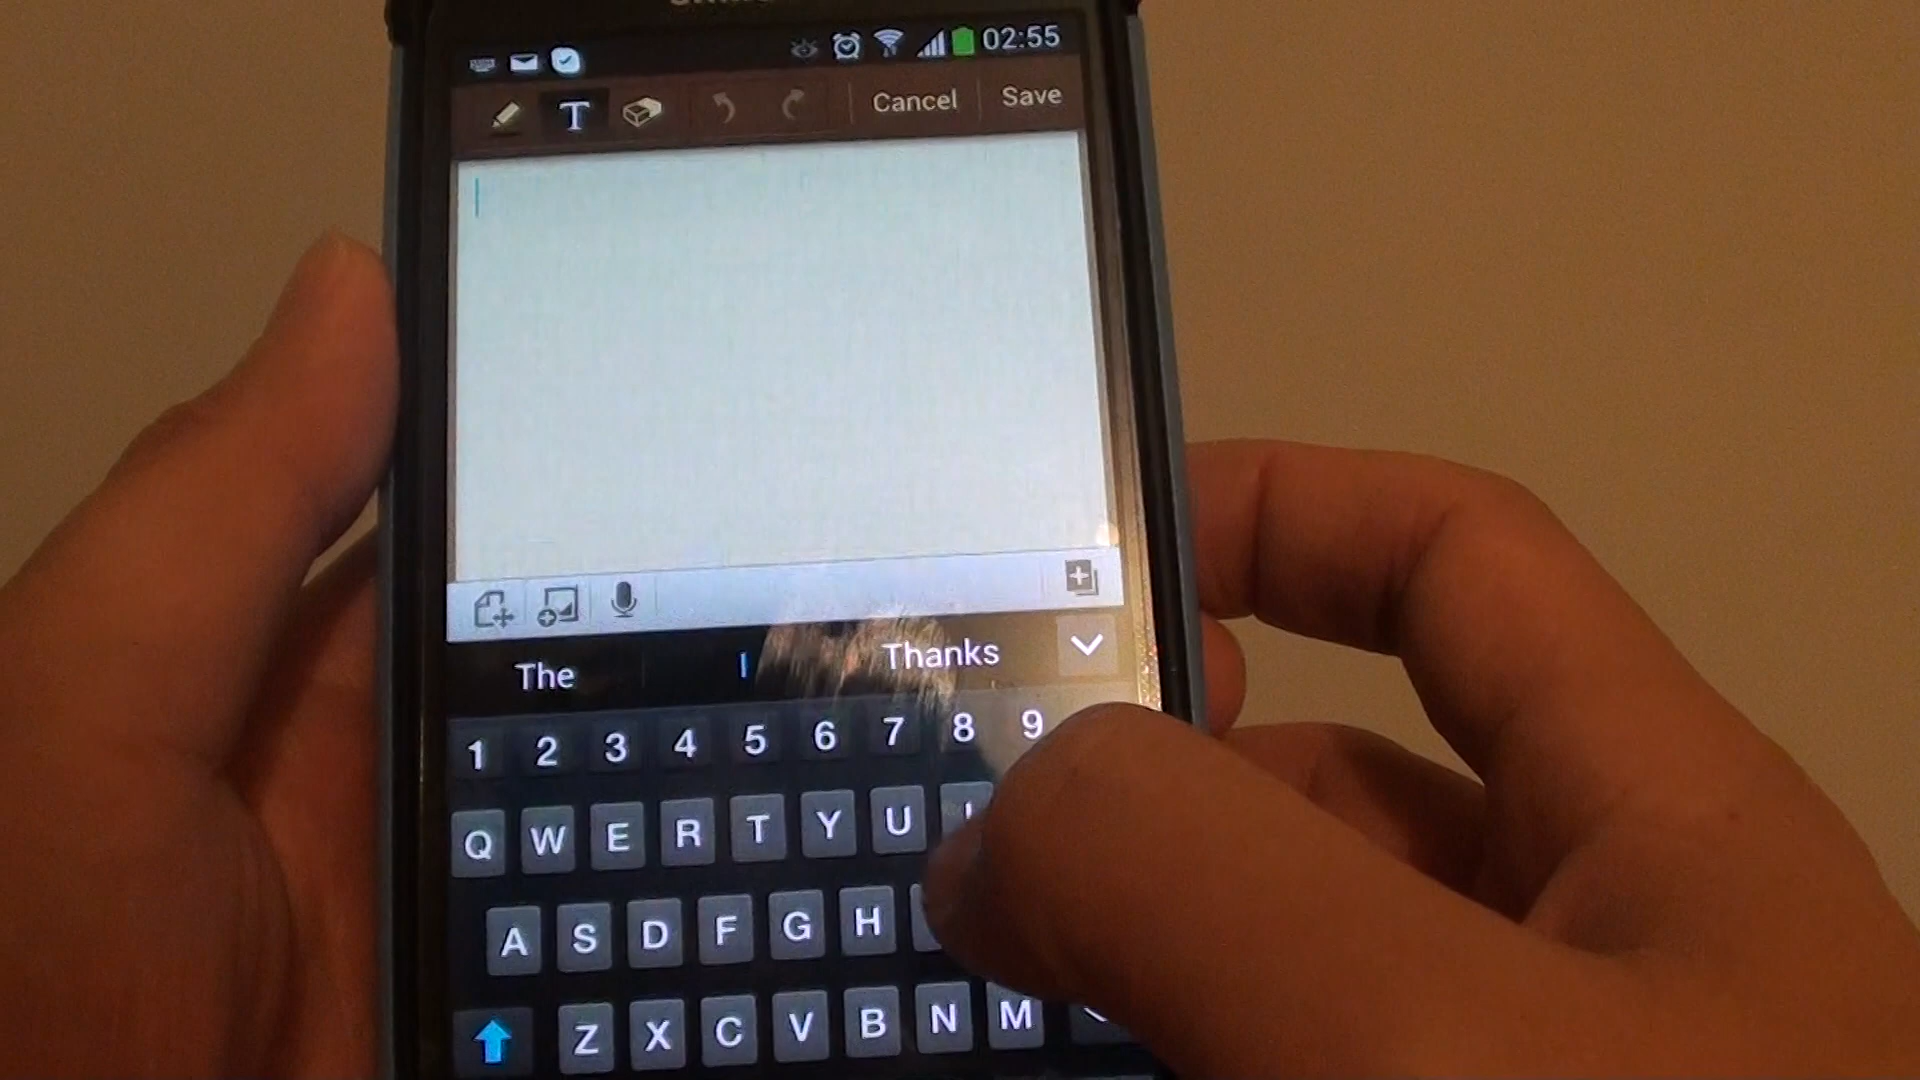 02:55
T Cancel Save
The I Thanks
1 2 3 4 5 6 7 8 9
Q W E R T Y U I
A S D F G H
Z X C V B N M